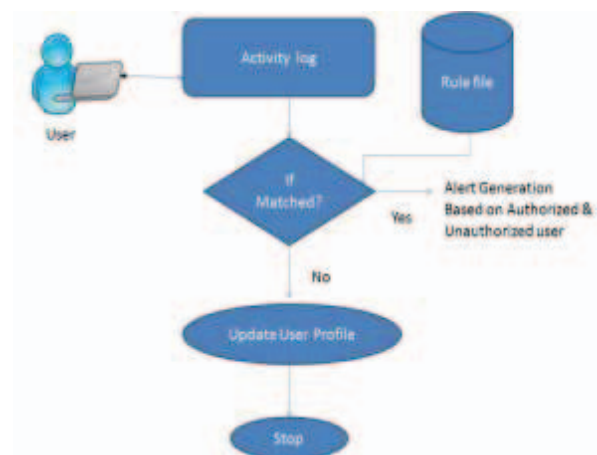 Activity log
Rule file
User
If
Matched?
Yes
Alert Generation
Based on Authorized &
Unauthorized user
No
Update User Profile
Stop